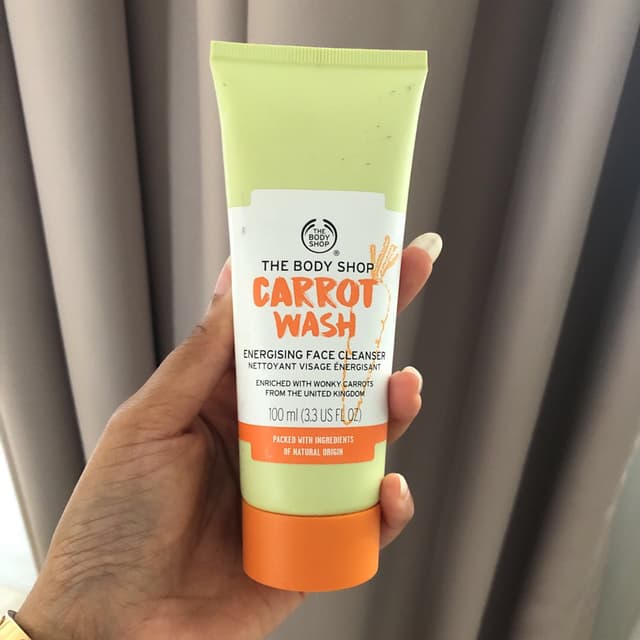 THE
BODY
SHOP
®
THE BODY SHOP
CARROT
WASH
ENERGISING FACE CLEANSER
NETTOYANT VISAGE ÉNERGISANT
ENRICHED WITH WONKY CARROTS
FROM THE UNITED KINGDOM
100 ml (3.3 US FL OZ)
PACKED WITH INGREDIENTS
OF NATURAL ORIGIN